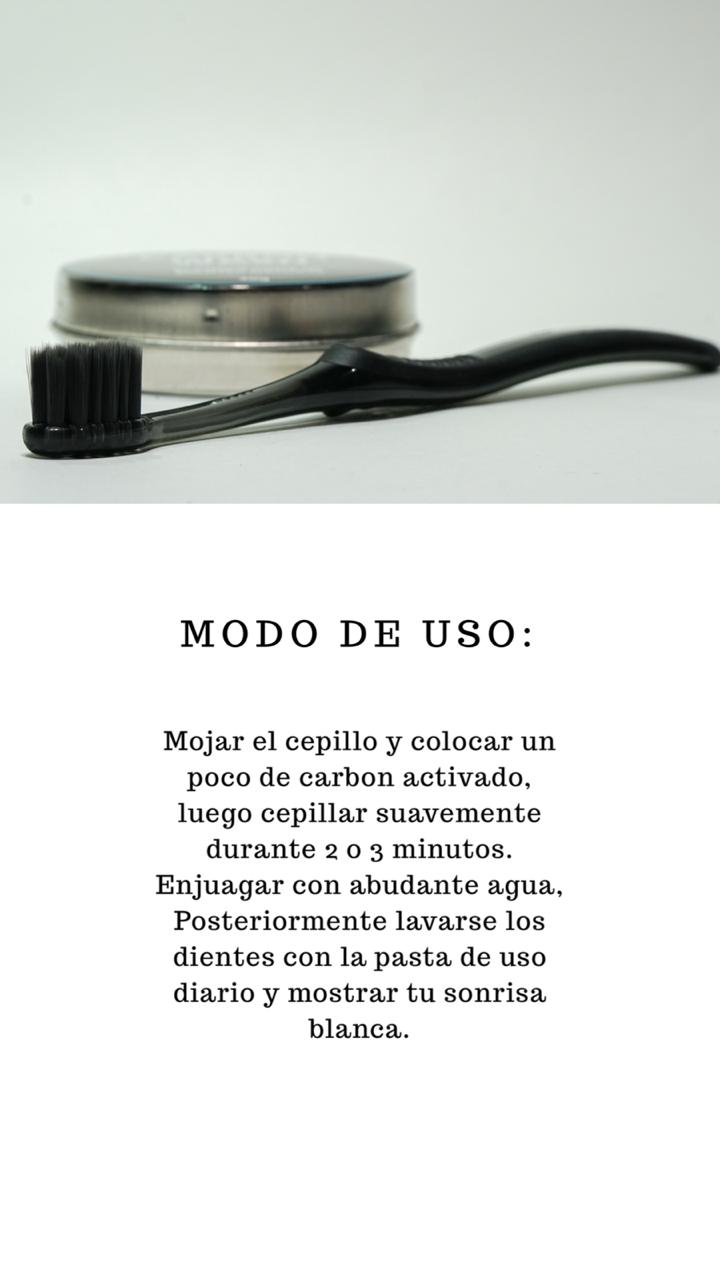 MODO DE USO:
Mojar el cepillo y colocar un
poco de carbon activado,
luego cepillar suavemente
durante 2 o 3 minutos.
Enjuagar con abudante agua,
Posteriormente lavarse los
dientes con la pasta de uso
diario y mostrar tu sonrisa
blanca.